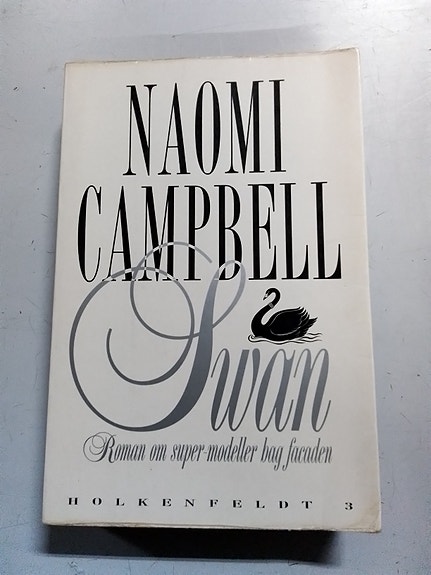 NAOMI
CAMPBELL
Swan
Roman om super-modeller bag facaden
HOLKENFELDT 3